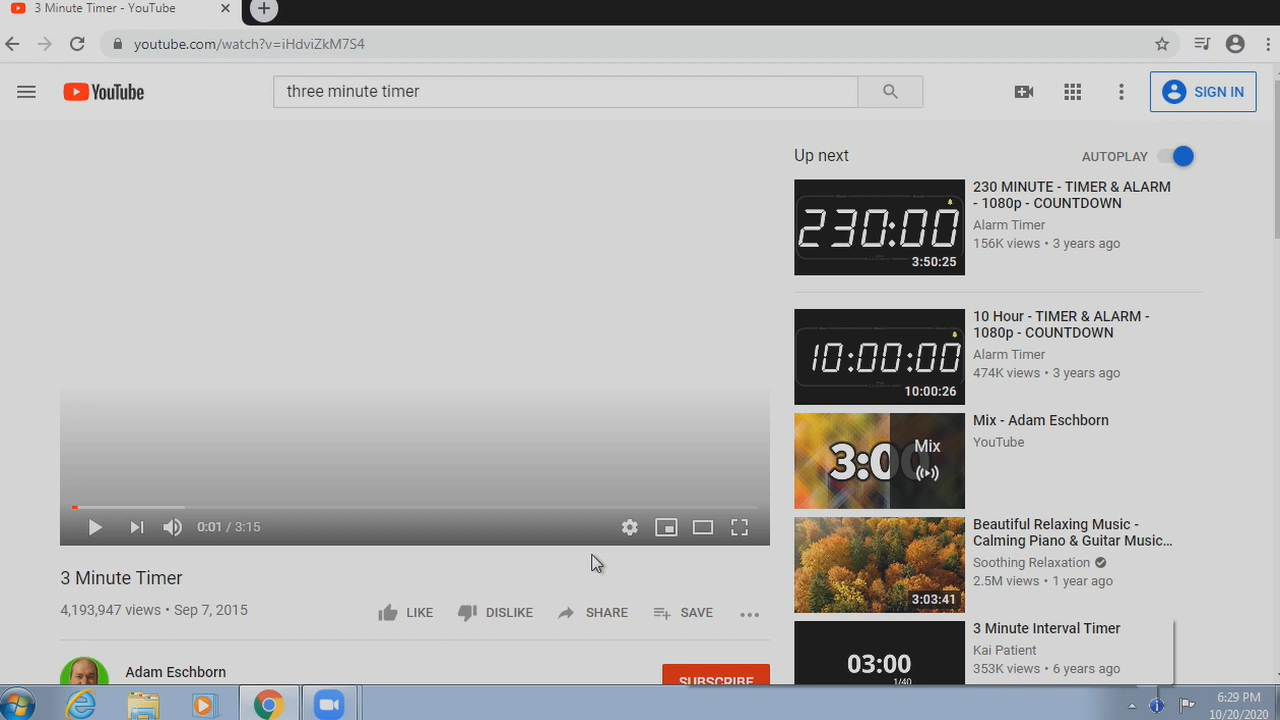 3 Minute Timer - YouTube
youtube.com/watch?v=iHdviZkM7S4
YouTube
three minute timer
SIGN IN
Up next
AUTOPLAY
230:00
3:50:25
230 MINUTE - TIMER & ALARM
- 1080p - COUNTDOWN
Alarm Timer
156K views • 3 years ago
10:00:00
10:00:26
10 Hour - TIMER & ALARM -
1080p - COUNTDOWN
Alarm Timer
474K views • 3 years ago
3:00
Mix
Mix - Adam Eschborn
YouTube
3:03:41
Beautiful Relaxing Music -
Calming Piano & Guitar Music…
Soothing Relaxation
2.5M views • 1 year ago
03:00
1/40
3 Minute Interval Timer
Kai Patient
353K views • 6 years ago
0:01 / 3:15
3 Minute Timer
4,193,947 views • Sep 7, 2015
LIKE
DISLIKE
SHARE
SAVE
Adam Eschborn
SUBSCRIBE
6:29 PM
10/20/2020